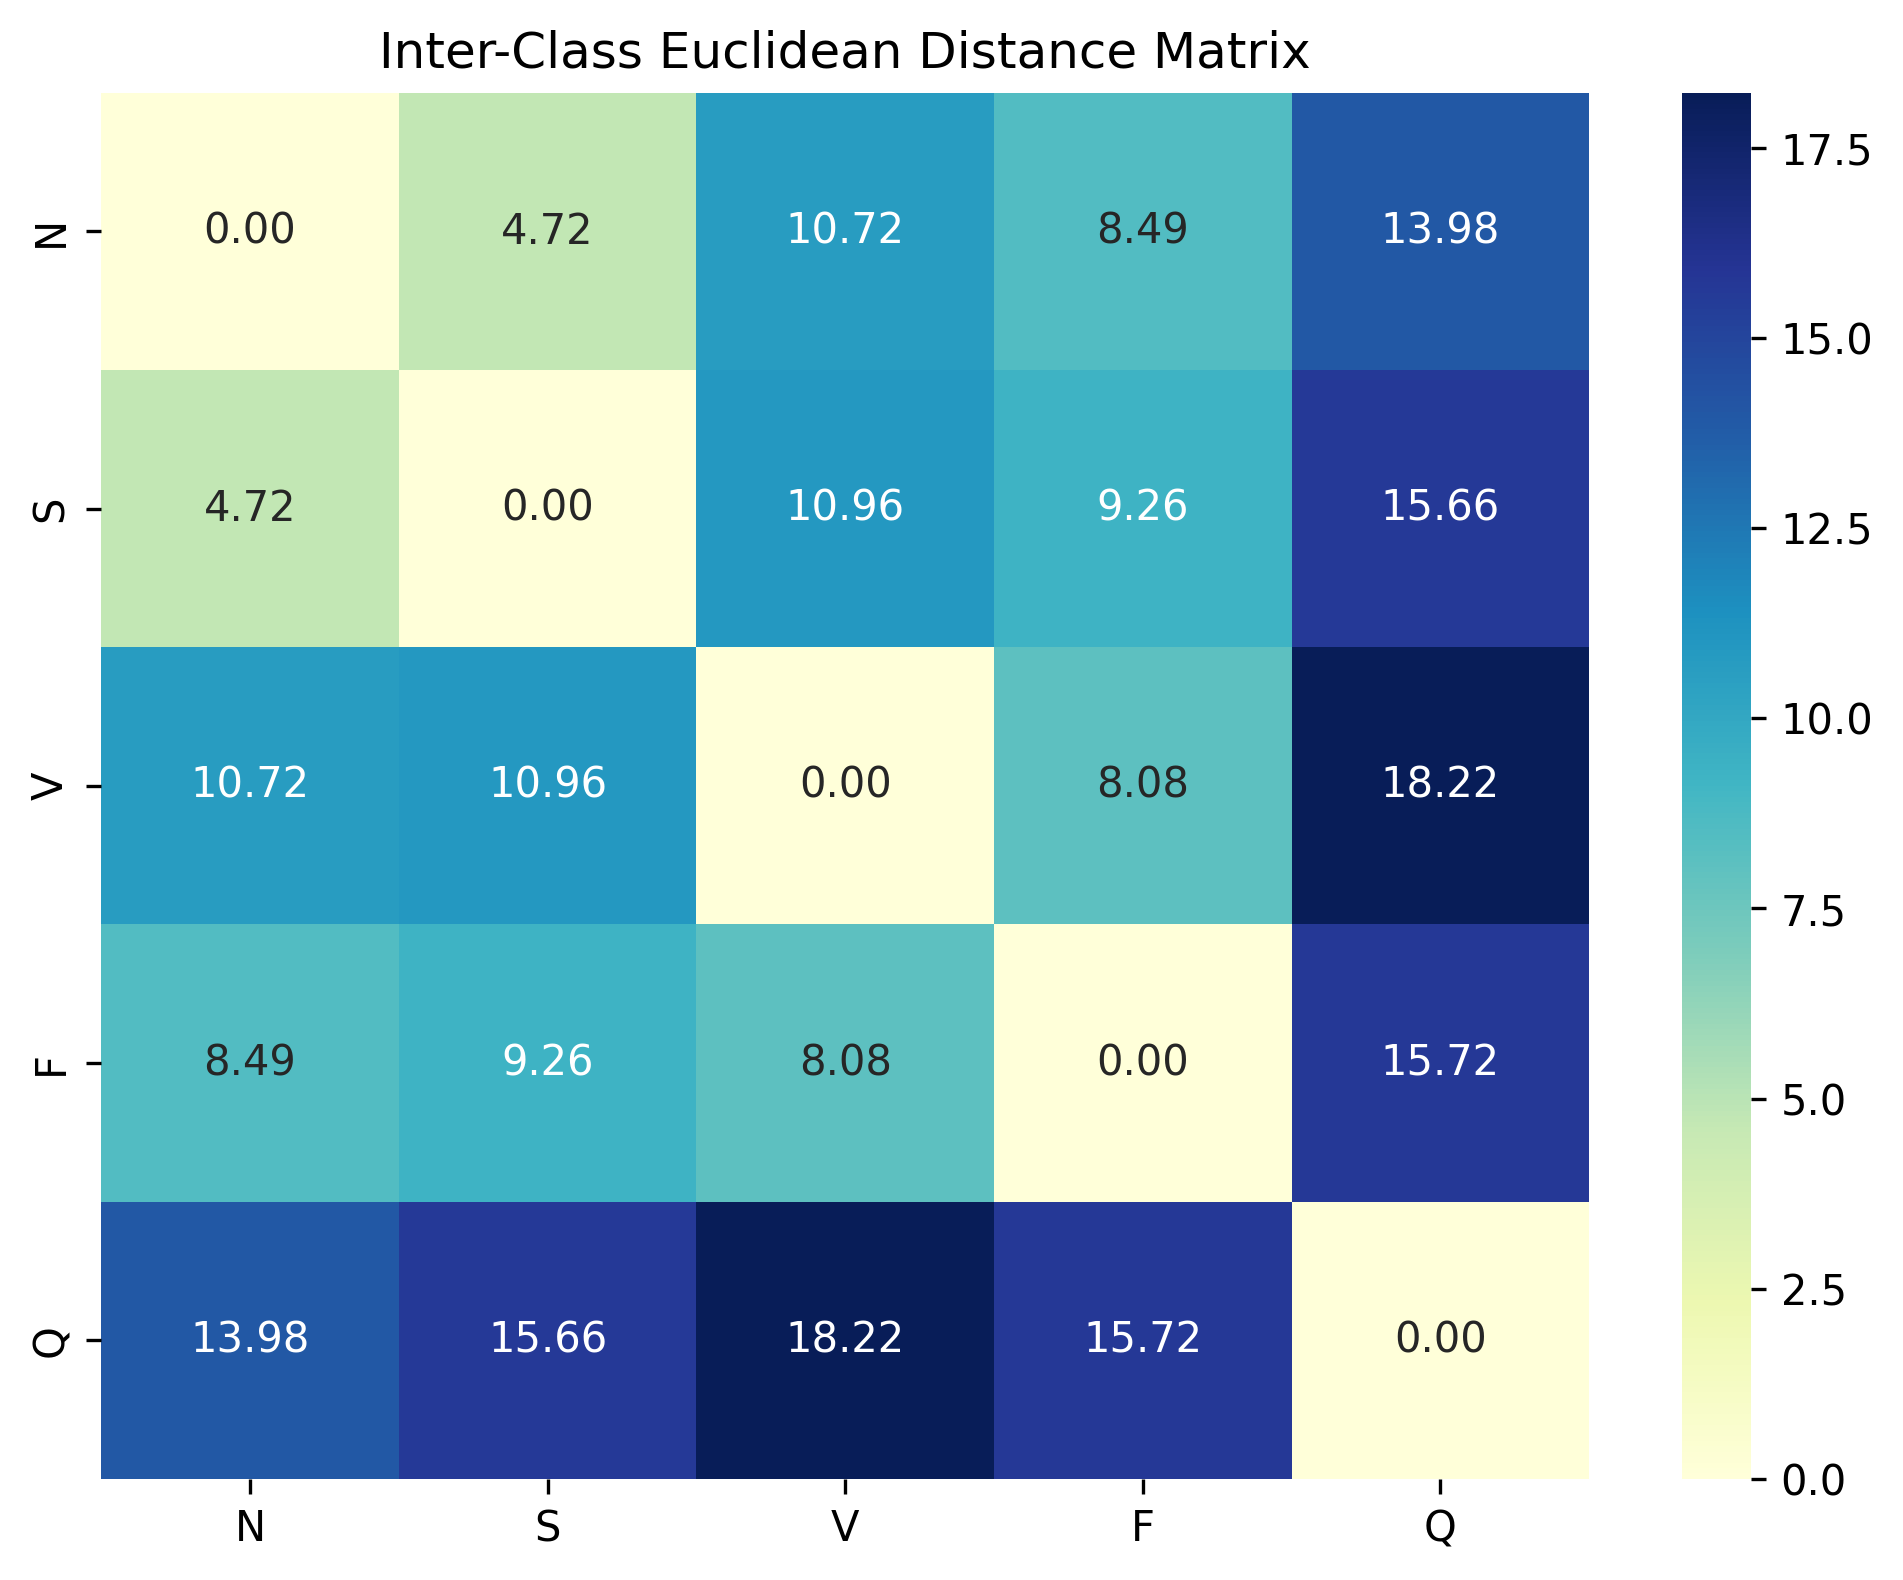 Inter-Class Euclidean Distance Matrix
N 0.00 4.72 10.72 8.49 13.98
S 4.72 0.00 10.96 9.26 15.66
V 10.72 10.96 0.00 8.08 18.22
F 8.49 9.26 8.08 0.00 15.72
Q 13.98 15.66 18.22 15.72 0.00
N S V F Q
17.5
15.0
12.5
10.0
7.5
5.0
2.5
0.0